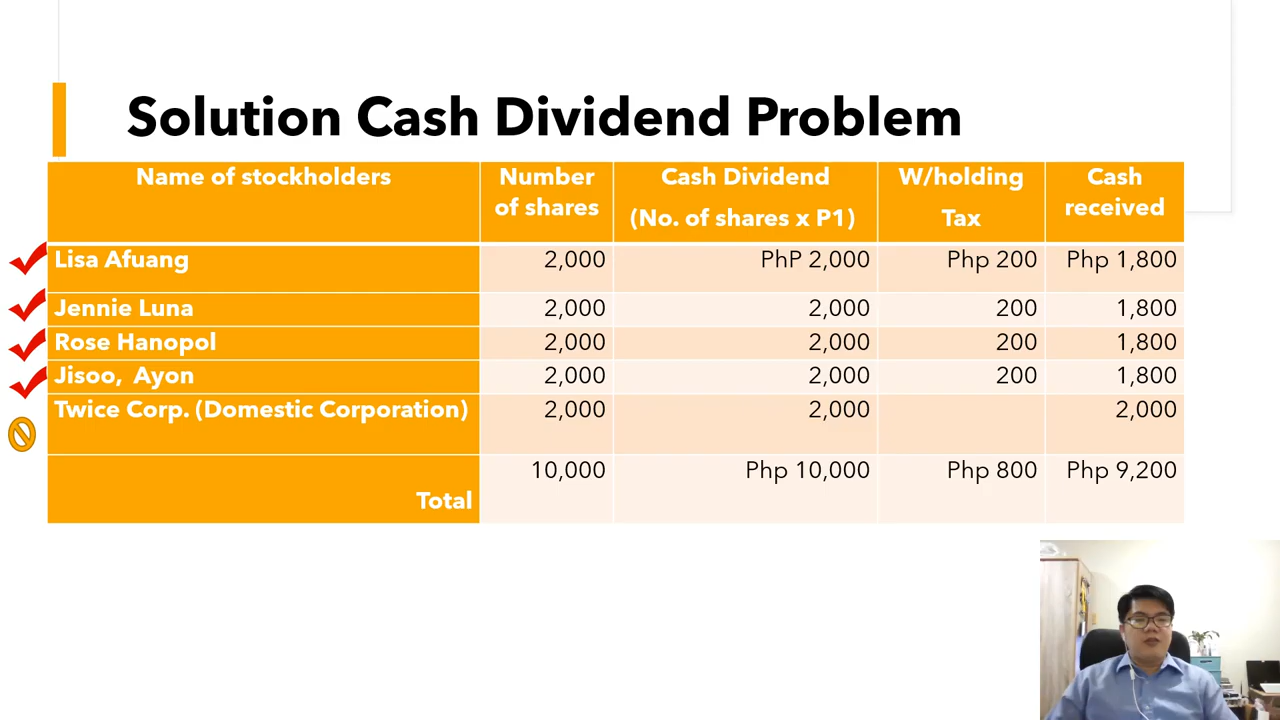 Solution Cash Dividend Problem
Name of stockholders
Number of shares
Cash Dividend
(No. of shares x P1)
W/holding
Tax
Cash received
Lisa Afuang 2,000 PhP 2,000 Php 200 Php 1,800
Jennie Luna 2,000 2,000 200 1,800
Rose Hanopol 2,000 2,000 200 1,800
Jisoo, Ayon 2,000 2,000 200 1,800
Twice Corp. (Domestic Corporation) 2,000 2,000 2,000
Total 10,000 Php 10,000 Php 800 Php 9,200